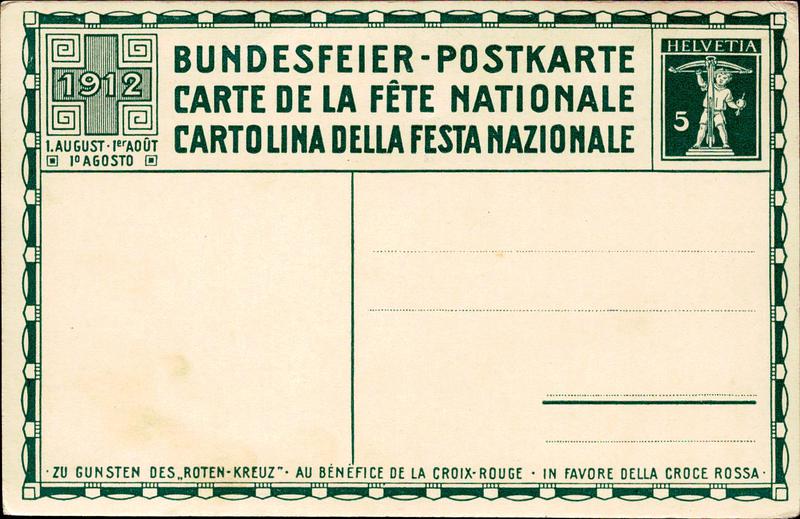 1912
1. AUGUST · 1er AOÛT
1o AGOSTO
BUNDESFEIER-POSTKARTE
CARTE DE LA FÊTE NATIONALE
CARTOLINA DELLA FESTA NAZIONALE
HELVETIA
5
· ZU GUNSTEN DES „ROTEN-KREUZ" · AU BÉNÉFICE DE LA CROIX-ROUGE · IN FAVORE DELLA CROCE ROSSA ·